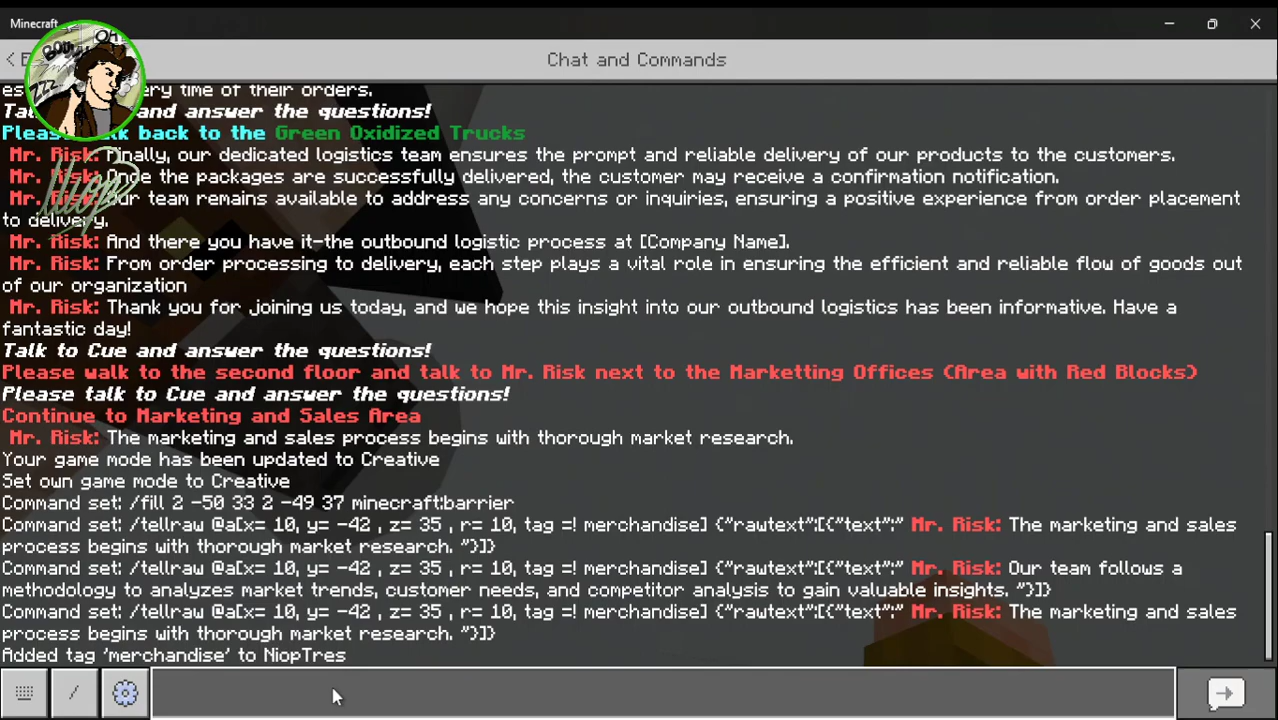 Minecraft
Chat and Commands
ery time of their orders.
and answer the questions!
back to the Green Oxidized Trucks
Mr. Risk: Finally, our dedicated logistics team ensures the prompt and reliable delivery of our products to the customers.
Mr. Risk: Once the packages are successfully delivered, the customer may receive a confirmation notification.
Mr. Risk: Our team remains available to address any concerns or inquiries, ensuring a positive experience from order placement
to delivery.
Mr. Risk: And there you have it-the outbound logistic process at [Company Name].
Mr. Risk: From order processing to delivery, each step plays a vital role in ensuring the efficient and reliable flow of goods out
of our organization
Mr. Risk: Thank you for joining us today, and we hope this insight into our outbound logistics has been informative. Have a
fantastic day!
Talk to Cue and answer the questions!
Please walk to the second floor and talk to Mr. Risk next to the Marketting Offices (Area with Red Blocks)
Please talk to Cue and answer the questions!
Continue to Marketing and Sales Area
Mr. Risk: The marketing and sales process begins with thorough market research.
Your game mode has been updated to Creative
Set own game mode to Creative
Command set: /fill 2 -50 33 2 -49 37 minecraft:barrier
Command set: /tellraw @a[x= 10, y= -42 , z= 35 , r= 10, tag =! merchandise] {"rawtext":[{"text":" Mr. Risk: The marketing and sales
process begins with thorough market research. "}]}
Command set: /tellraw @a[x= 10, y= -42 , z= 35 , r= 10, tag =! merchandise] {"rawtext":[{"text":" Mr. Risk: Our team follows a
methodology to analyzes market trends, customer needs, and competitor analysis to gain valuable insights. "}]}
Command set: /tellraw @a[x= 10, y= -42 , z= 35 , r= 10, tag =! merchandise] {"rawtext":[{"text":" Mr. Risk: The marketing and sales
process begins with thorough market research. "}]}
Added tag 'merchandise' to NiopTres
/